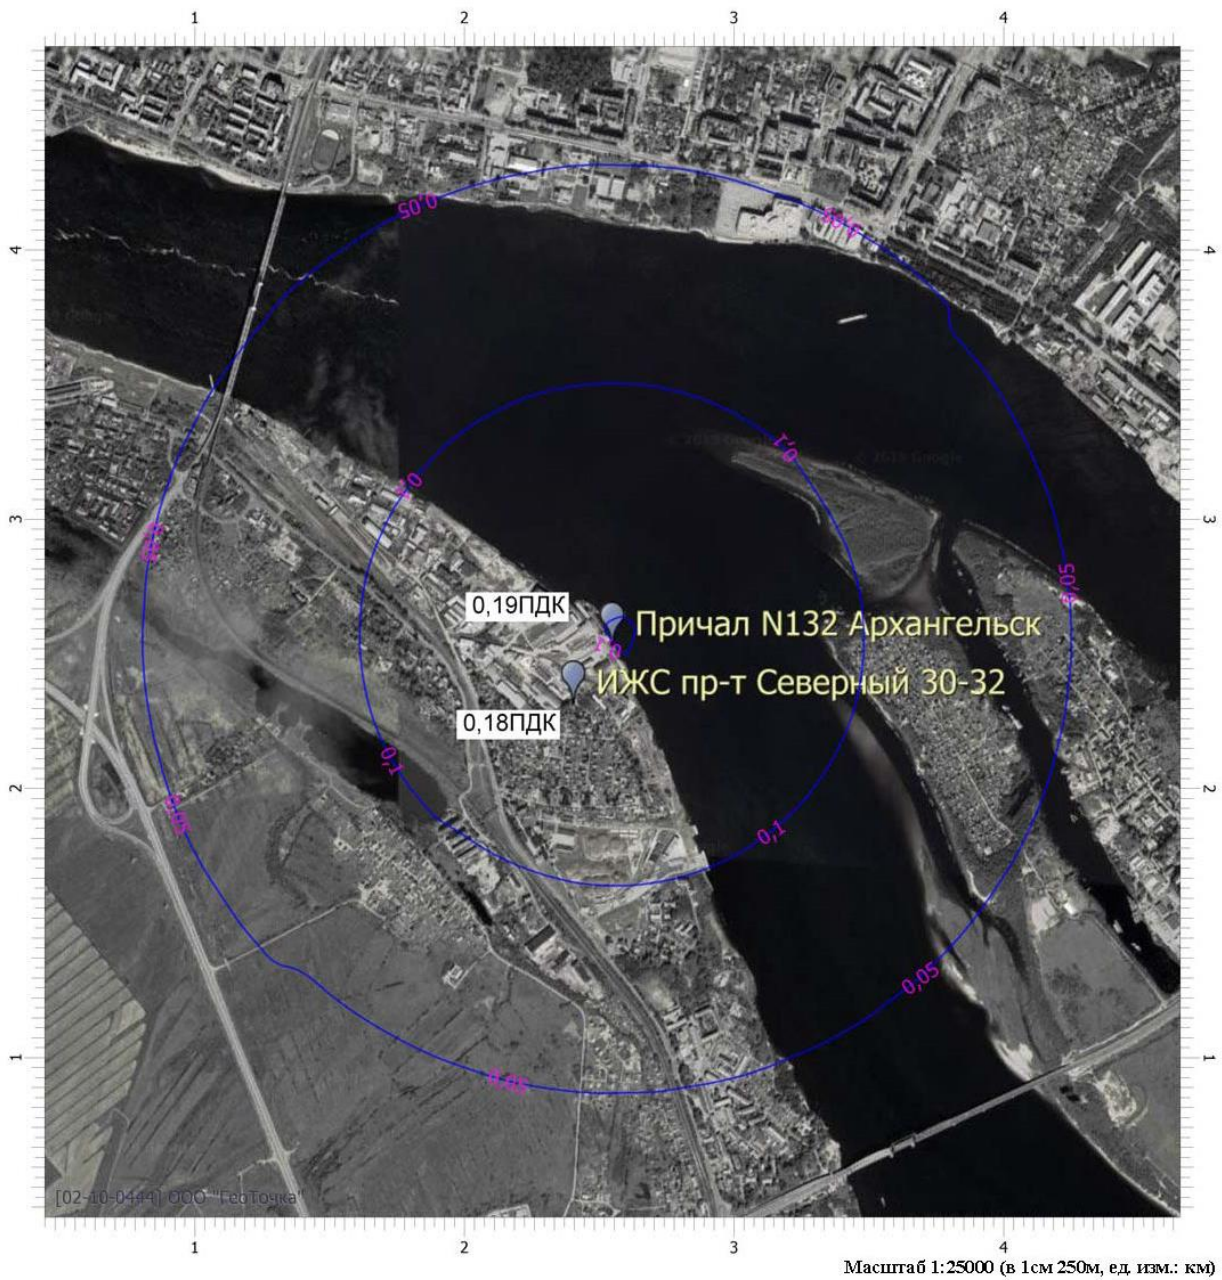 1 2 3 4
0,05
0,05
4 4
0,1
0,1
3 3
0,05
0,05
0,19ПДК
Причал N132 Архангельск
0,1
ИЖС пр-т Северный 30-32
0,18ПДК
0,1
2 2
0,05
0,1
0,05
1 1
0,05
[02-10-0444] ООО "ГеоТочка"
1 2 3 4
Масштаб 1:25000 (в 1см 250м, ед. изм.: км)